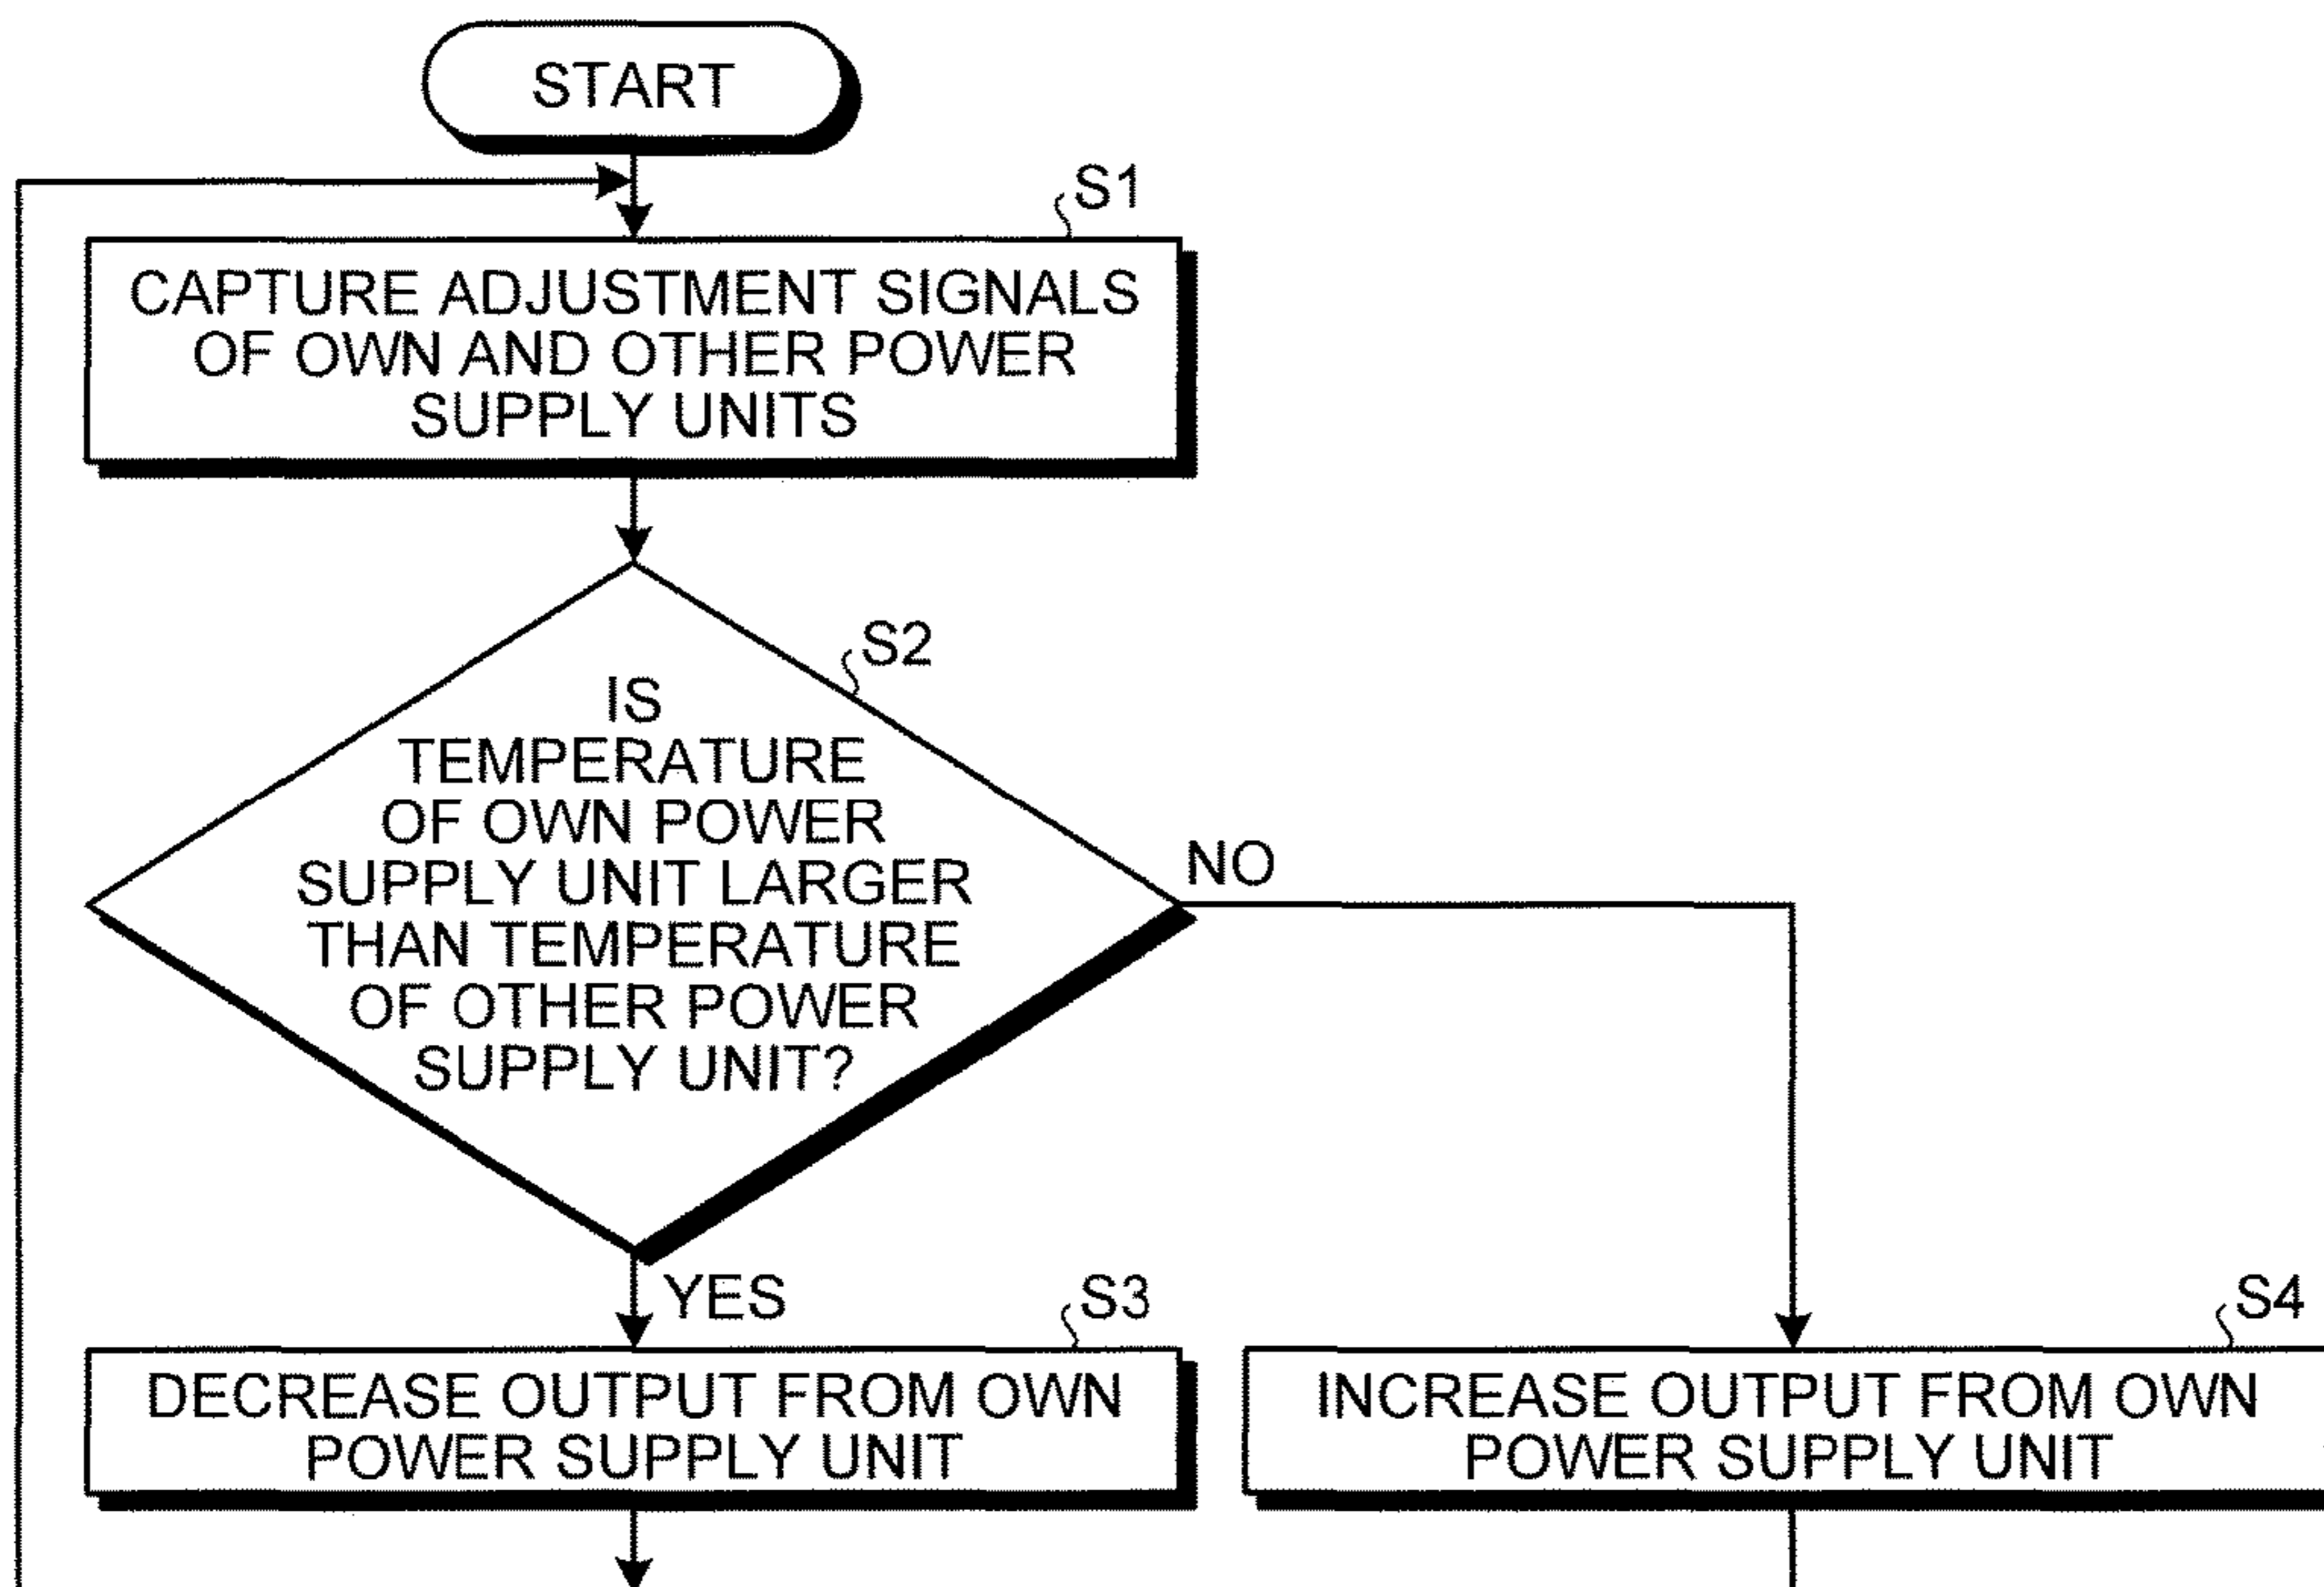 START
S1
CAPTURE ADJUSTMENT SIGNALS
OF OWN AND OTHER POWER
SUPPLY UNITS
S2
IS
TEMPERATURE
OF OWN POWER
SUPPLY UNIT LARGER
THAN TEMPERATURE
OF OTHER POWER
SUPPLY UNIT?
NO
YES
S3
DECREASE OUTPUT FROM OWN
POWER SUPPLY UNIT
S4
INCREASE OUTPUT FROM OWN
POWER SUPPLY UNIT